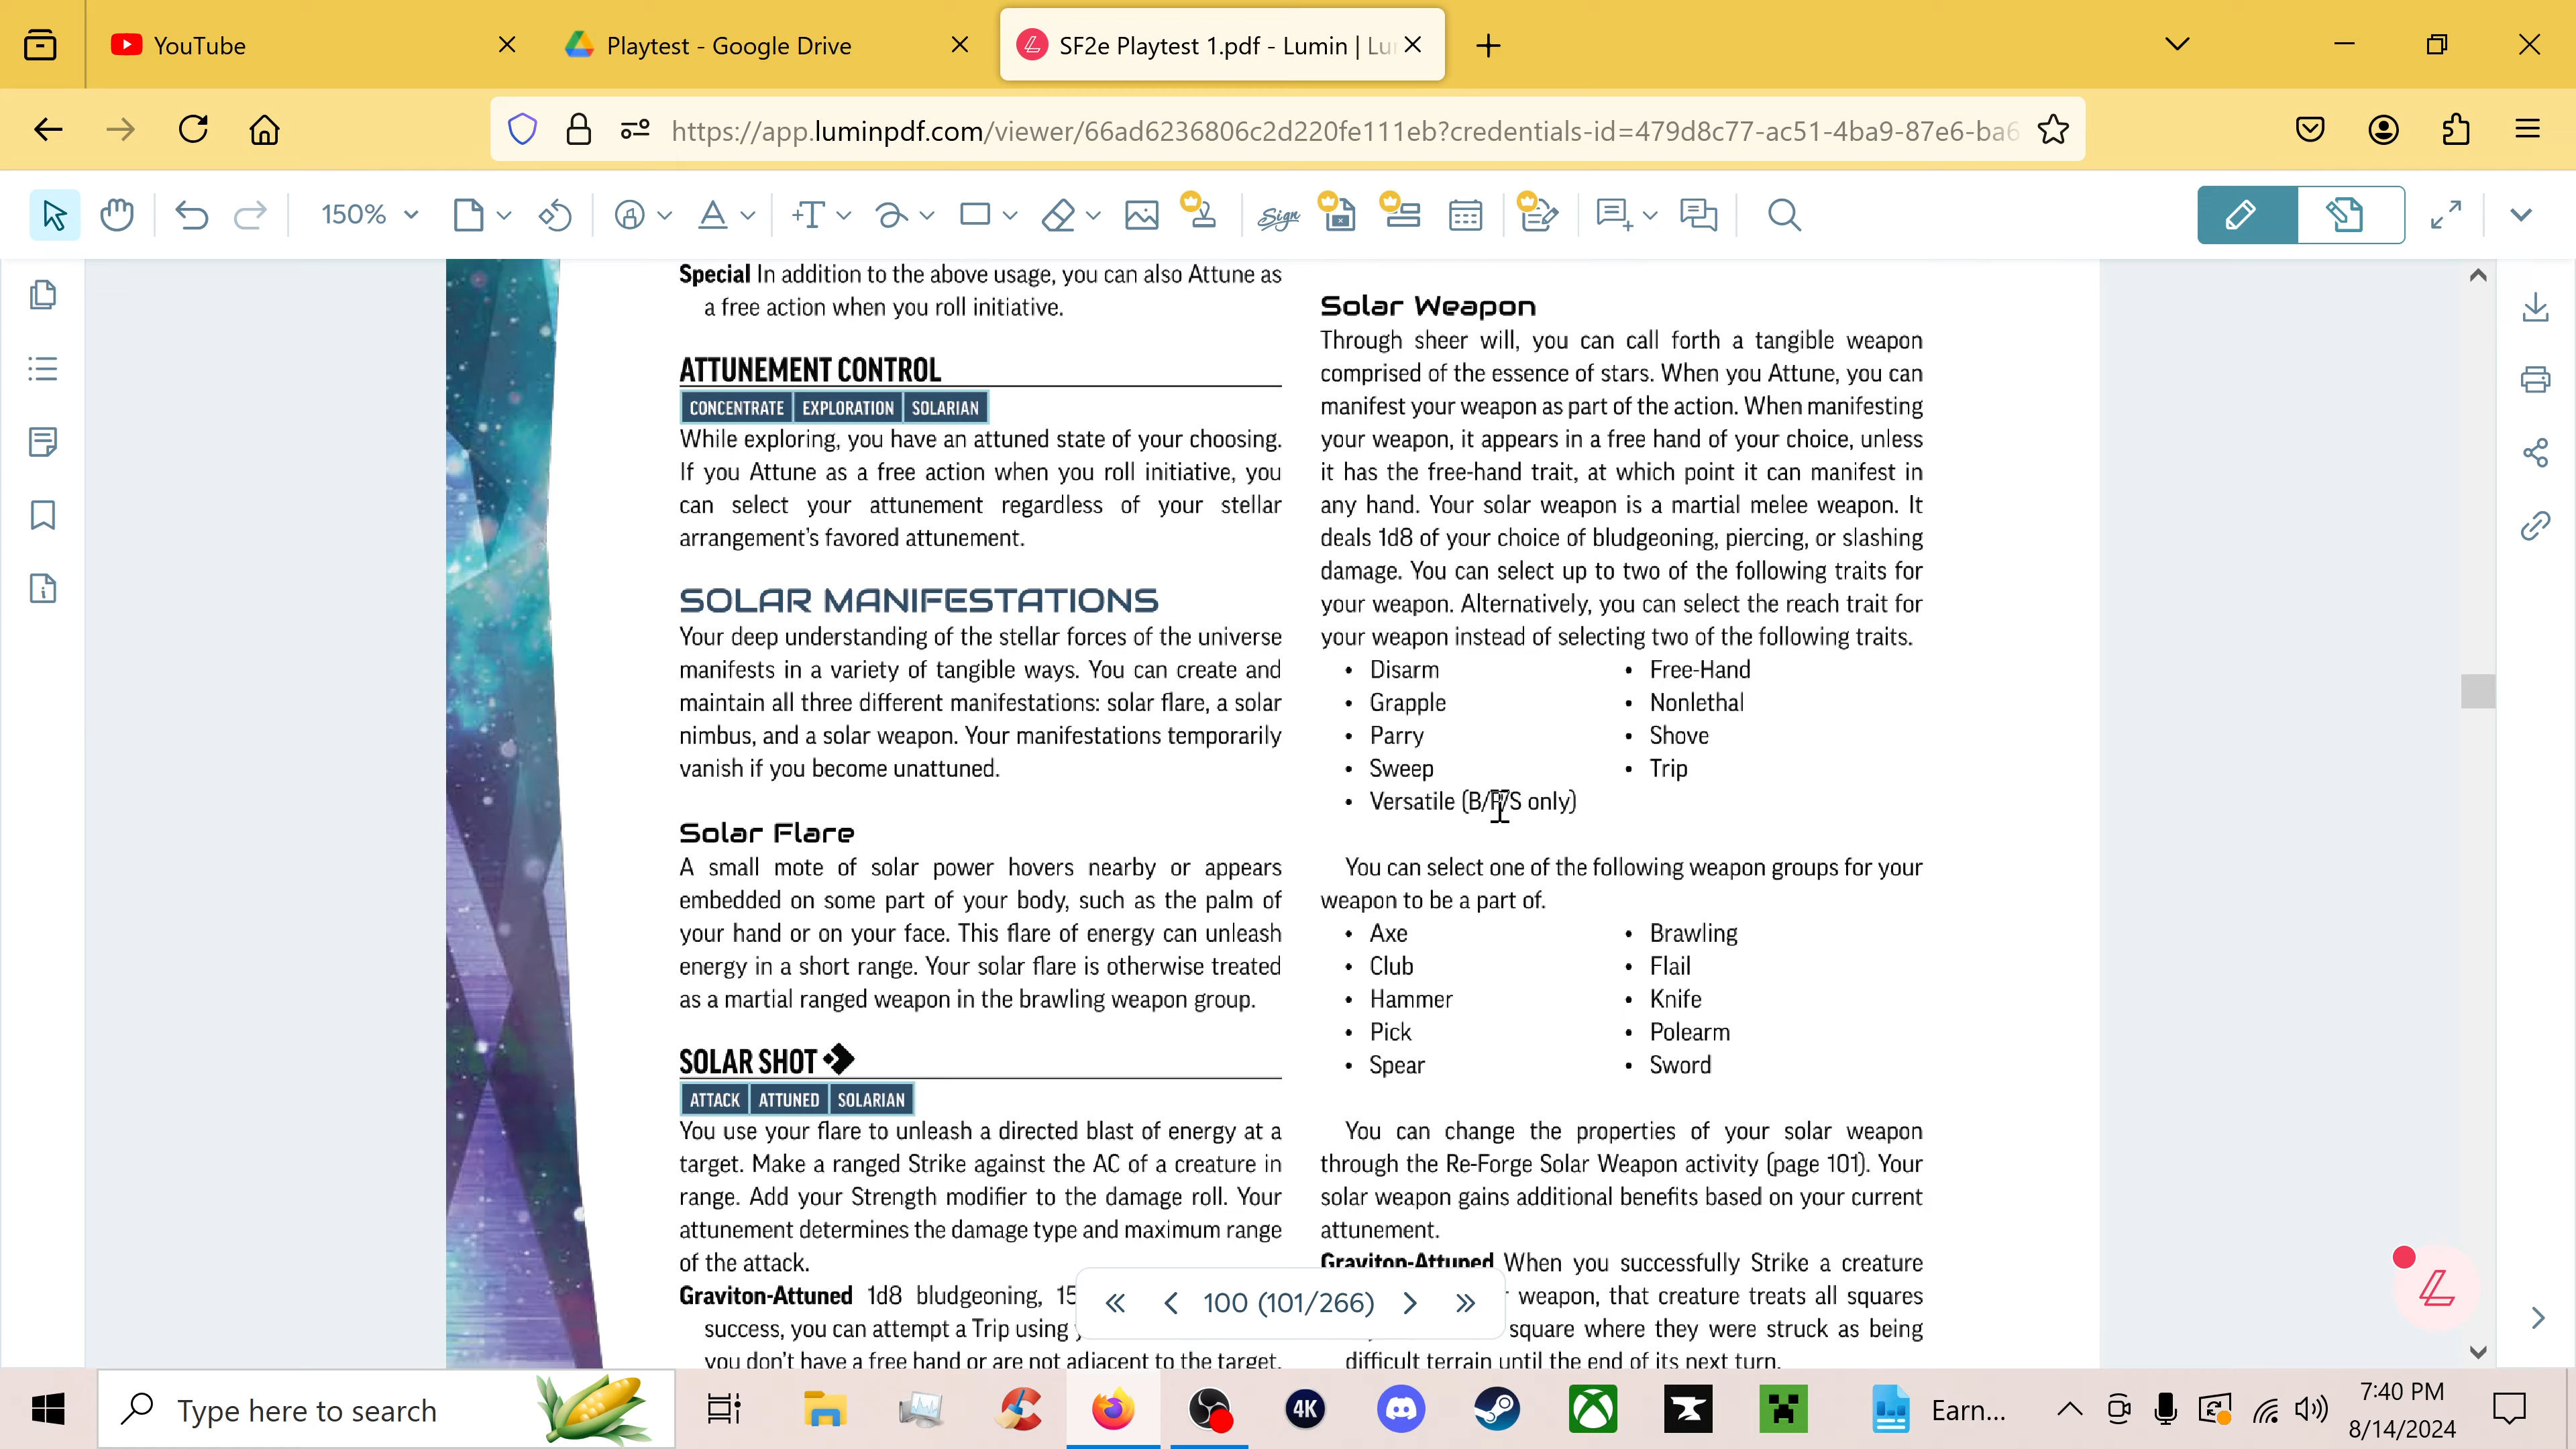 YouTube
Playtest - Google Drive
SF2e Playtest 1.pdf - Lumin | Lu
https://app.luminpdf.com/viewer/66ad6236806c2d220fe111eb?credentials-id=479d8c77-ac51-4ba9-87e6-ba6
150%
Sign
Special In addition to the above usage, you can also Attune as
a free action when you roll initiative.
ATTUNEMENT CONTROL
CONCENTRATE EXPLORATION SOLARIAN
While exploring, you have an attuned state of your choosing.
If you Attune as a free action when you roll initiative, you
can select your attunement regardless of your stellar
arrangement's favored attunement.
SOLAR MANIFESTATIONS
Your deep understanding of the stellar forces of the universe
manifests in a variety of tangible ways. You can create and
maintain all three different manifestations: solar flare, a solar
nimbus, and a solar weapon. Your manifestations temporarily
vanish if you become unattuned.
Solar Flare
A small mote of solar power hovers nearby or appears
embedded on some part of your body, such as the palm of
your hand or on your face. This flare of energy can unleash
energy in a short range. Your solar flare is otherwise treated
as a martial ranged weapon in the brawling weapon group.
SOLAR SHOT
ATTACK ATTUNED SOLARIAN
You use your flare to unleash a directed blast of energy at a
target. Make a ranged Strike against the AC of a creature in
range. Add your Strength modifier to the damage roll. Your
attunement determines the damage type and maximum range
of the attack.
Graviton-Attuned 1d8 bludgeoning, 15
success, you can attempt a Trip using
you don't have a free hand or are not adjacent to the target.
Solar Weapon
Through sheer will, you can call forth a tangible weapon
comprised of the essence of stars. When you Attune, you can
manifest your weapon as part of the action. When manifesting
your weapon, it appears in a free hand of your choice, unless
it has the free-hand trait, at which point it can manifest in
any hand. Your solar weapon is a martial melee weapon. It
deals 1d8 of your choice of bludgeoning, piercing, or slashing
damage. You can select up to two of the following traits for
your weapon. Alternatively, you can select the reach trait for
your weapon instead of selecting two of the following traits.
• Disarm • Free-Hand
• Grapple • Nonlethal
• Parry • Shove
• Sweep • Trip
• Versatile (B/P/S only)
You can select one of the following weapon groups for your
weapon to be a part of.
• Axe • Brawling
• Club • Flail
• Hammer • Knife
• Pick • Polearm
• Spear • Sword
You can change the properties of your solar weapon
through the Re-Forge Solar Weapon activity (page 101). Your
solar weapon gains additional benefits based on your current
attunement.
Graviton-Attuned When you successfully Strike a creature
weapon, that creature treats all squares
square where they were struck as being
difficult terrain until the end of its next turn.
100 (101/266)
Type here to search
4K
Earn...
7:40 PM
8/14/2024